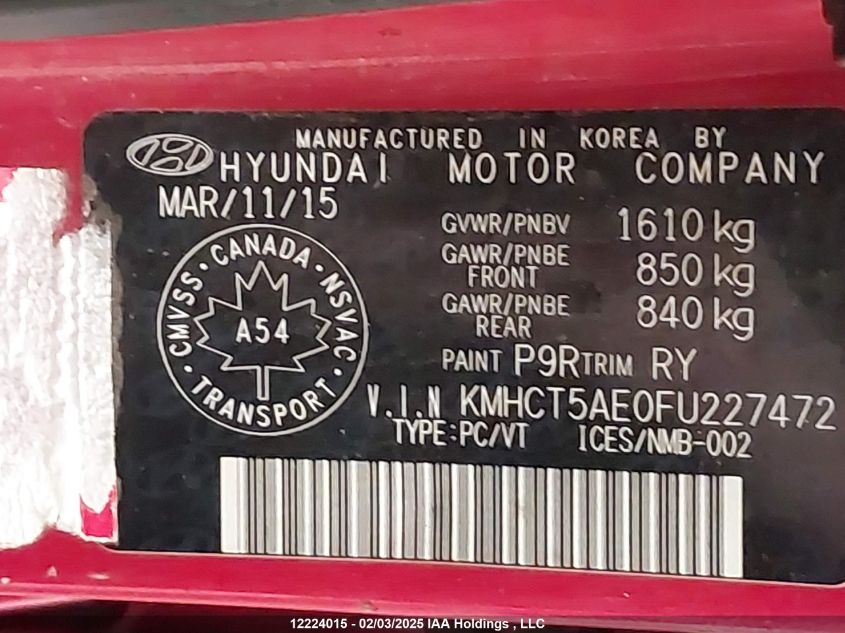 MANUFACTURED IN KOREA BY
HYUNDAI MOTOR COMPANY
MAR/11/15
GVWR/PNBV 1610 kg
GAWR/PNBE FRONT 850 kg
GAWR/PNBE REAR 840 kg
CMVSS · CANADA · NSVAC · TRANSPORT ·
A54
PAINT P9R TRIM RY
V.I.N KMHCT5AE0FU227472
TYPE:PC/VT ICES/NMB-002
12224015 - 02/03/2025 IAA Holdings , LLC